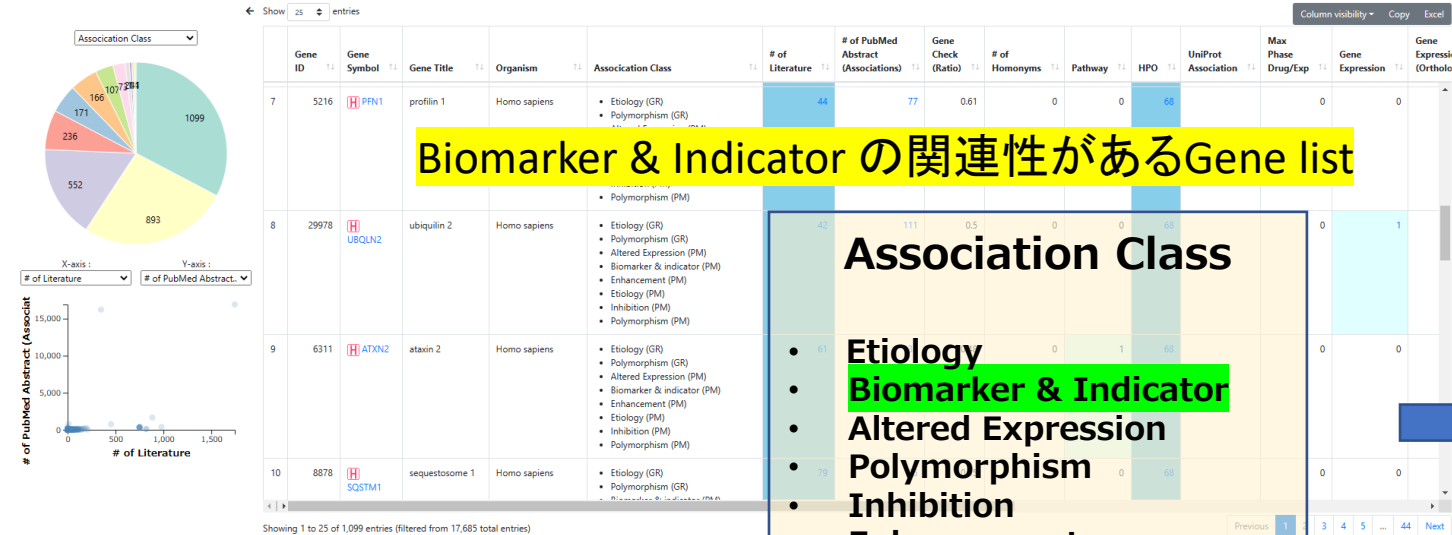 ← Show 25 entries
Column visibility Copy Excel
Assocication Class
1099
893
552
236
171
166
107
X-axis :
Y-axis :
# of Literature
# of PubMed Abstract..
# of PubMed Abstract (Associat
15,000
10,000
5,000
0
0 500 1,000 1,500
# of Literature
Gene ID
Gene Symbol
Gene Title
Organism
Assocication Class
# of Literature
# of PubMed Abstract (Associations)
Gene Check (Ratio)
# of Homonyms
Pathway
HPO
UniProt Association
Max Phase Drug/Exp
Gene Expression
Gene Expressio (Ortholo
7 5216 H PFN1 profilin 1 Homo sapiens
• Etiology (GR)
• Polymorphism (GR)
44 77 0.61 0 0 68 0 0
Biomarker & Indicator の関連性があるGene list
• Polymorphism (PM)
8 29978 H UBQLN2 ubiquilin 2 Homo sapiens
• Etiology (GR)
• Polymorphism (GR)
• Altered Expression (PM)
• Biomarker & indicator (PM)
• Enhancement (PM)
• Etiology (PM)
• Inhibition (PM)
• Polymorphism (PM)
42 111 0.5 0 0 68 0 1
9 6311 H ATXN2 ataxin 2 Homo sapiens
• Etiology (GR)
• Polymorphism (GR)
• Altered Expression (PM)
• Biomarker & indicator (PM)
• Enhancement (PM)
• Etiology (PM)
• Inhibition (PM)
• Polymorphism (PM)
61 0 1 68 0 0
10 8878 H SQSTM1 sequestosome 1 Homo sapiens
• Etiology (GR)
• Polymorphism (GR)
79 0 68 0 0
Association Class
• Etiology
• Biomarker & Indicator
• Altered Expression
• Polymorphism
• Inhibition
Showing 1 to 25 of 1,099 entries (filtered from 17,685 total entries)
Previous 1 2 3 4 5 … 44 Next